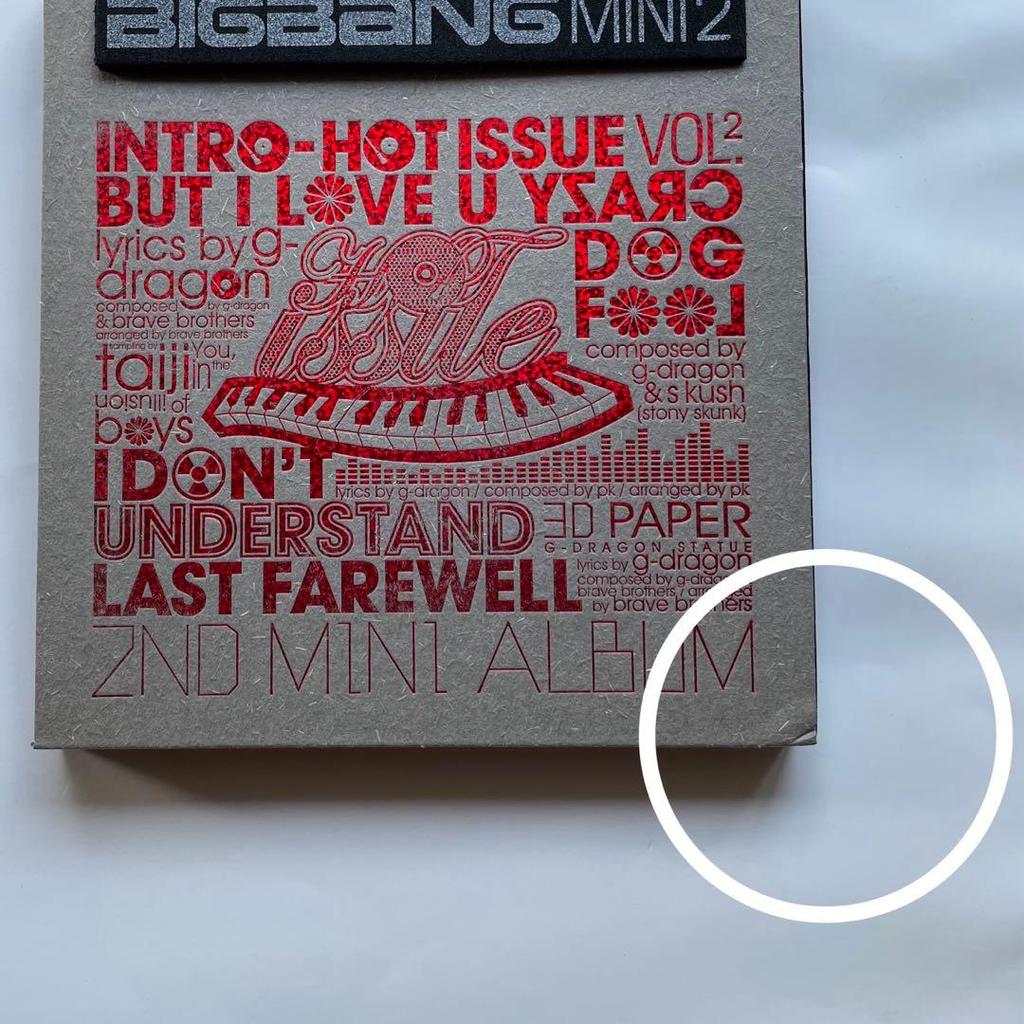 BIGBANG MINI 2
INTRO-HOT ISSUE VOL.2
BUT I LOVE U CRAZY
lyrics by g-
dragon
composed by g-dragon
& brave brothers
arranged by brave brothers
sampling by You,
taiji in the
!llusion of
boys
HOT
issue
DOG
FOOL
composed by
g-dragon
& s kush
(stony skunk)
I DON'T
lyrics by g-dragon / composed by pk / arranged by pk
UNDERSTAND
3D PAPER
G-DRAGON STATUE
LAST FAREWELL
lyrics by g-dragon
composed by g-dragon
brave brothers / arranged
by brave brothers
2ND MINI ALBUM